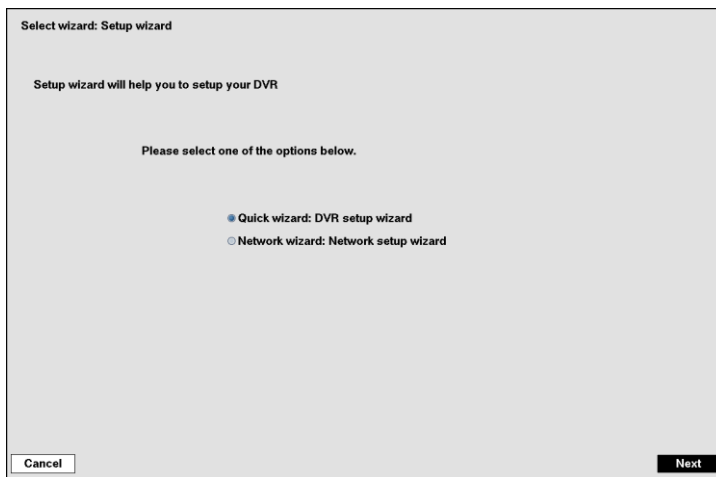 Select wizard: Setup wizard
Setup wizard will help you to setup your DVR
Please select one of the options below.
Quick wizard: DVR setup wizard
Network wizard: Network setup wizard
Cancel
Next